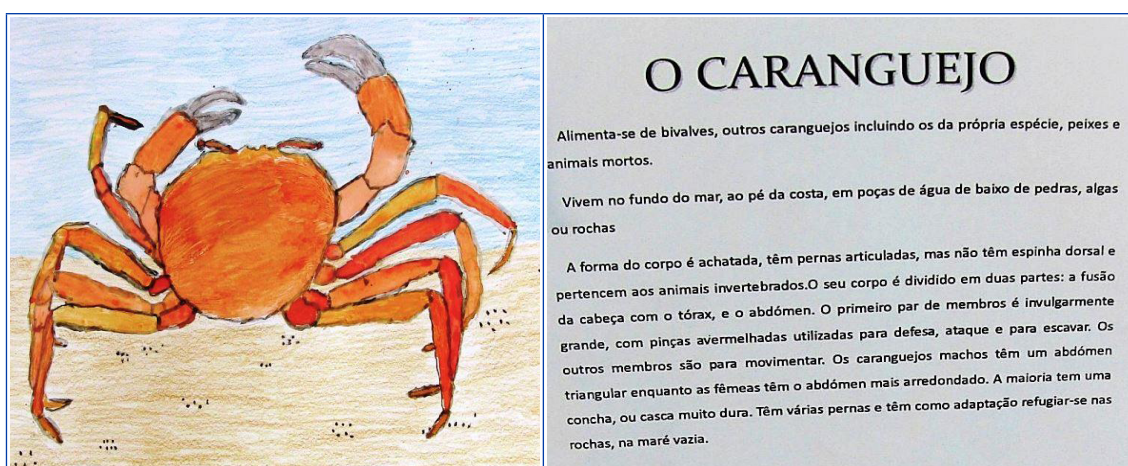 O CARANGUEJO
Alimenta-se de bivalves, outros caranguejos incluindo os da própria espécie, peixes e
animais mortos.
Vivem no fundo do mar, ao pé da costa, em poças de água de baixo de pedras, algas
ou rochas
A forma do corpo é achatada, têm pernas articuladas, mas não têm espinha dorsal e
pertencem aos animais invertebrados.O seu corpo é dividido em duas partes: a fusão
da cabeça com o tórax, e o abdómen. O primeiro par de membros é invulgarmente
grande, com pinças avermelhadas utilizadas para defesa, ataque e para escavar. Os
outros membros são para movimentar. Os caranguejos machos têm um abdómen
triangular enquanto as fêmeas têm o abdómen mais arredondado. A maioria tem uma
concha, ou casca muito dura. Têm várias pernas e têm como adaptação refugiar-se nas
rochas, na maré vazia.